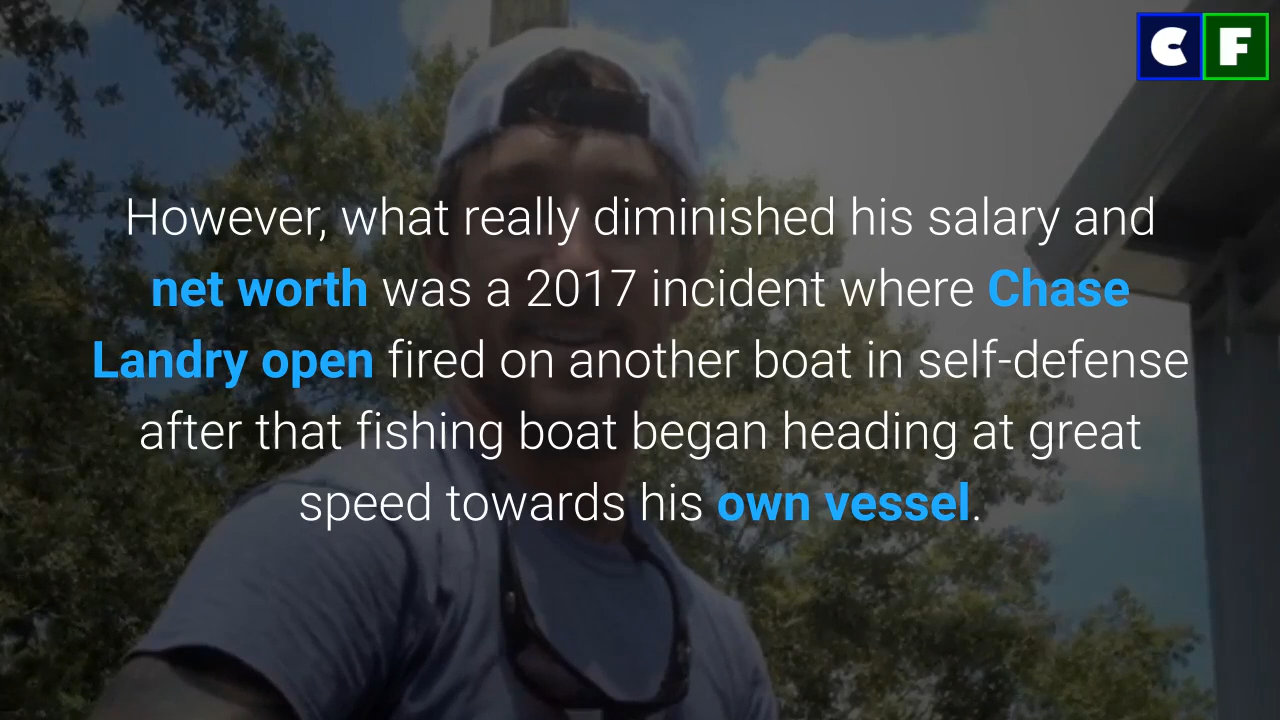 C F
However, what really diminished his salary and
net worth was a 2017 incident where Chase
Landry open fired on another boat in self-defense
after that fishing boat began heading at great
speed towards his own vessel.